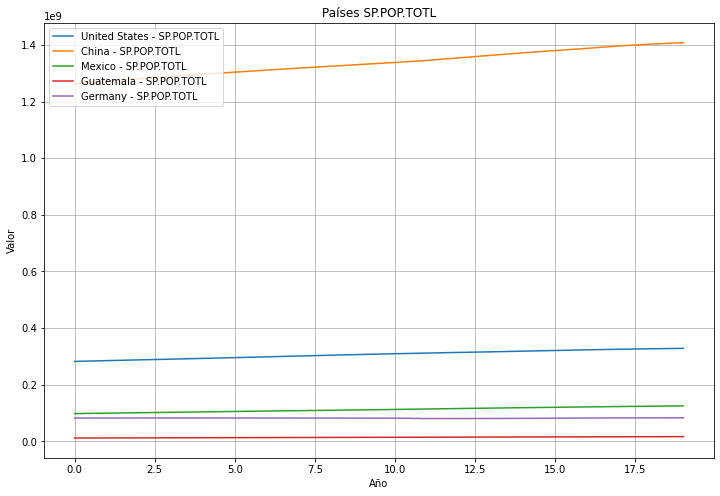 Países SP.POP.TOTL
1e9
United States - SP.POP.TOTL
China - SP.POP.TOTL
Mexico - SP.POP.TOTL
Guatemala - SP.POP.TOTL
Germany - SP.POP.TOTL
1.4
1.2
1.0
0.8
0.6
0.4
0.2
0.0
Valor
0.0 2.5 5.0 7.5 10.0 12.5 15.0 17.5
Año